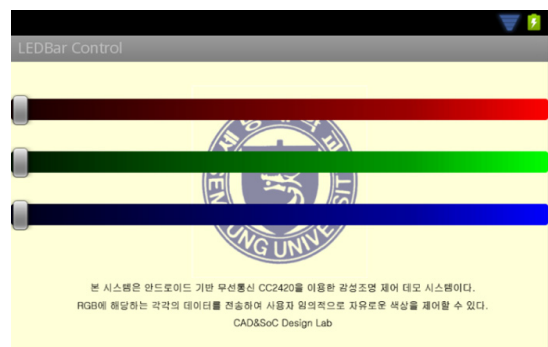 LEDBar Control
UNG UNIV
본 시스템은 안드로이드 기반 무선통신 CC2420을 이용한 감성조명 제어 데모 시스템이다.
RGB에 해당하는 각각의 데이터를 전송하여 사용자 임의적으로 자유로운 색상을 제어할 수 있다.
CAD&SoC Design Lab